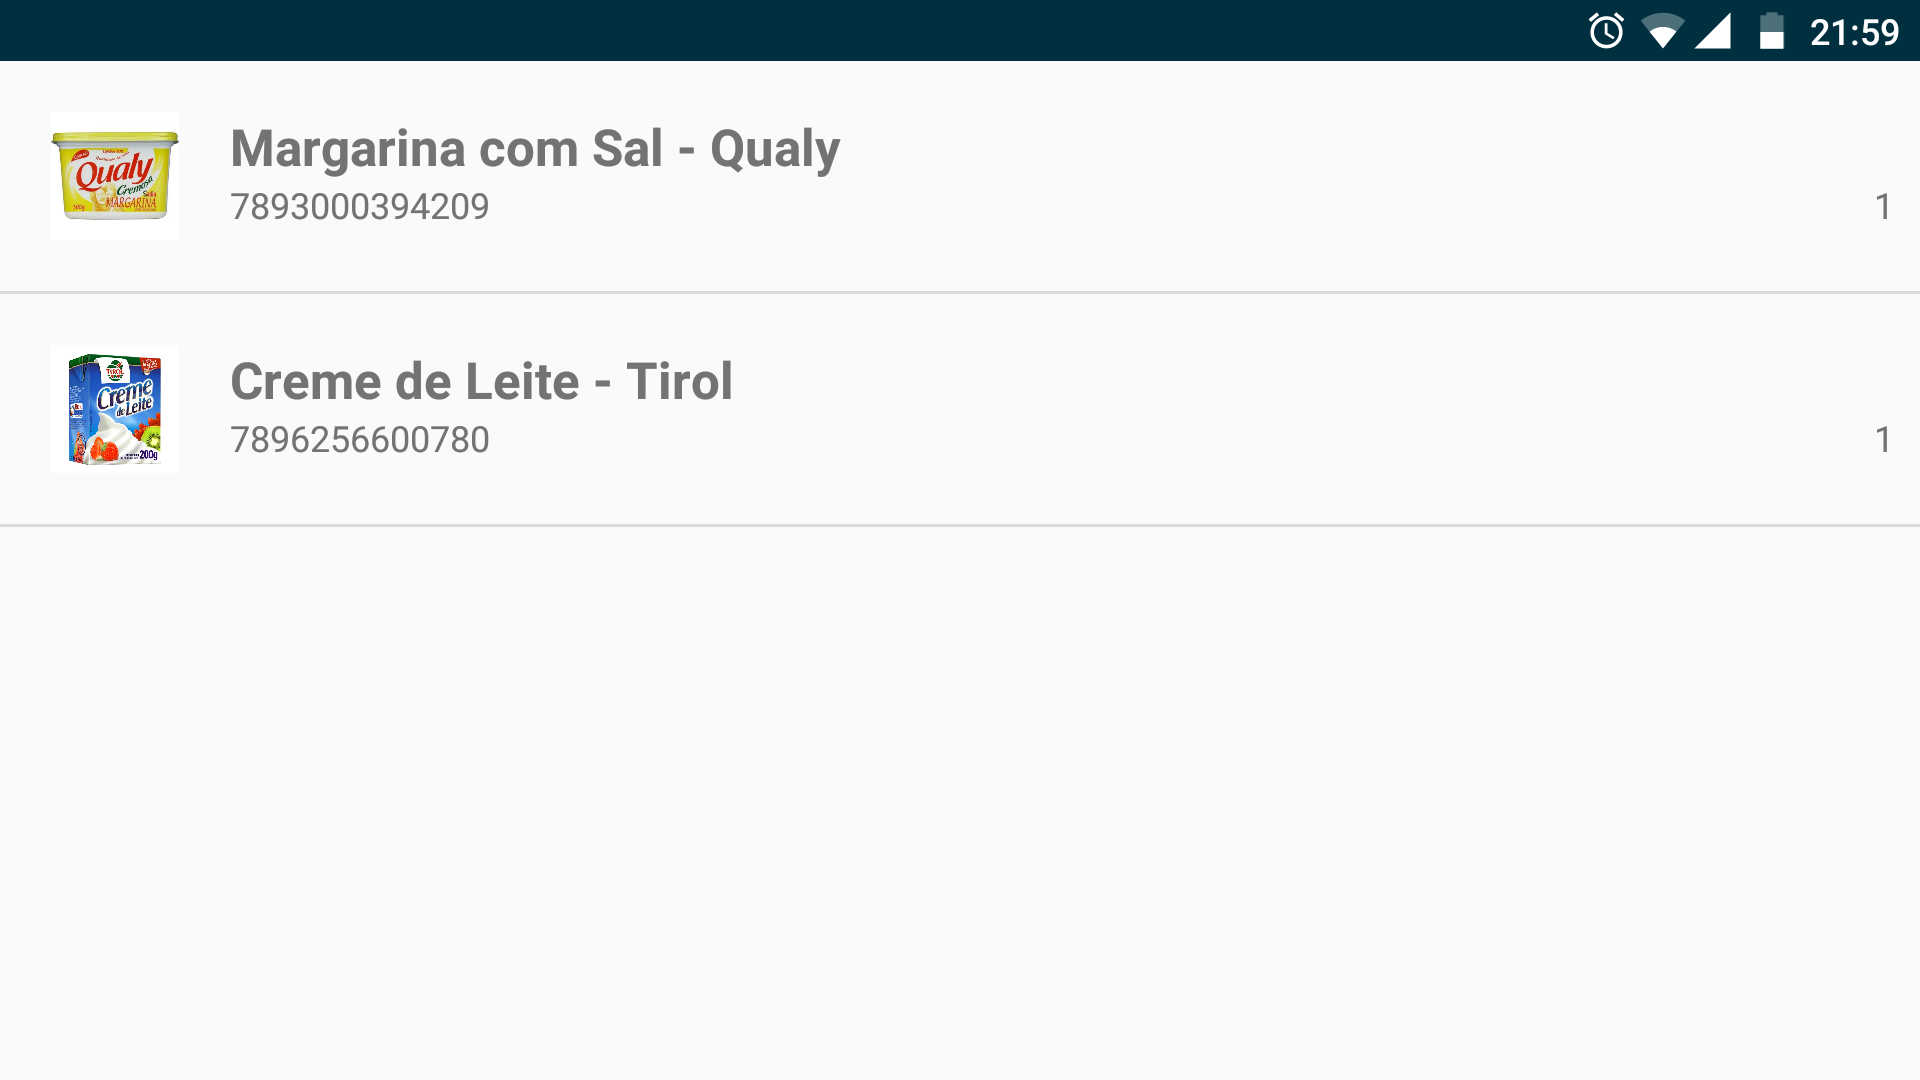 21:59
Qualy
Cremosa
MARGARINA
500g
Margarina com Sal - Qualy
7893000394209
1
TIROL
Creme
de Leite
200g
Creme de Leite - Tirol
7896256600780
1